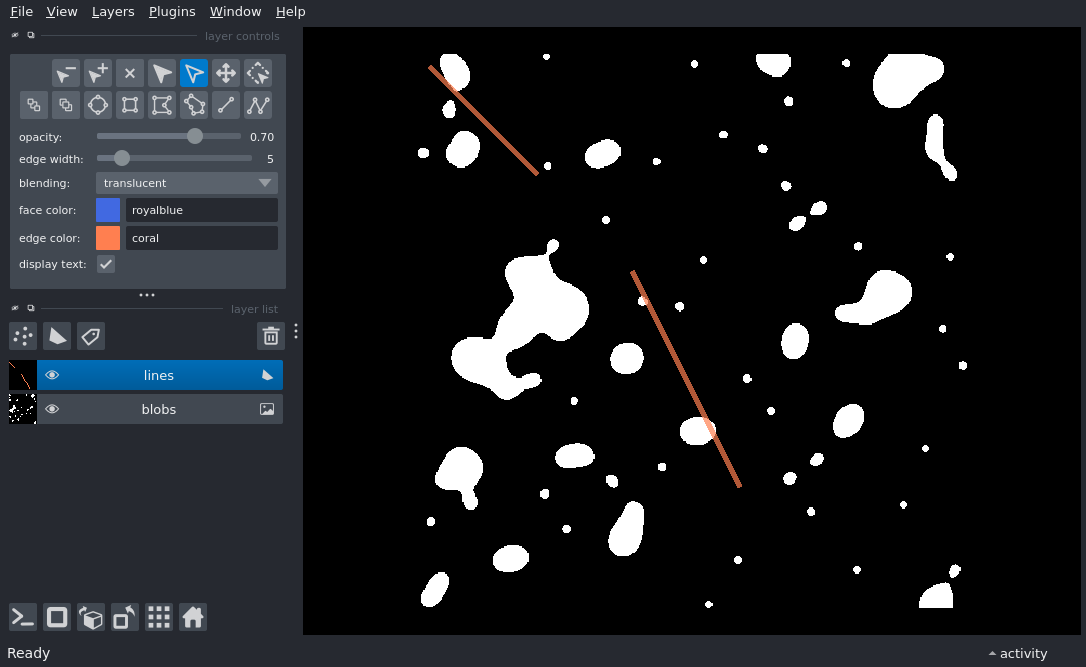 File View Layers Plugins Window Help
layer controls
opacity: 0.70
edge width: 5
blending: translucent
face color: royalblue
edge color: coral
display text:
layer list
lines
blobs
Ready
activity